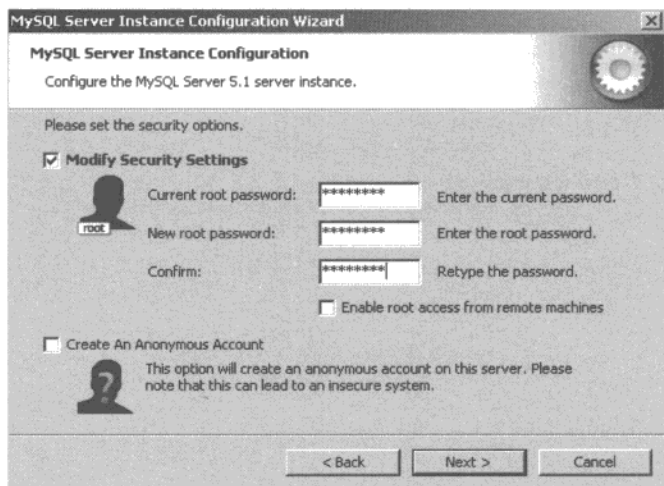 MySQL Server Instance Configuration Wizard
MySQL Server Instance Configuration
Configure the MySQL Server 5.1 server instance.
Please set the security options.
Modify Security Settings
root
Current root password: ******** Enter the current password.
New root password: ******** Enter the root password.
Confirm: ******** Retype the password.
Enable root access from remote machines
Create An Anonymous Account
?
This option will create an anonymous account on this server. Please
note that this can lead to an insecure system.
< Back Next > Cancel